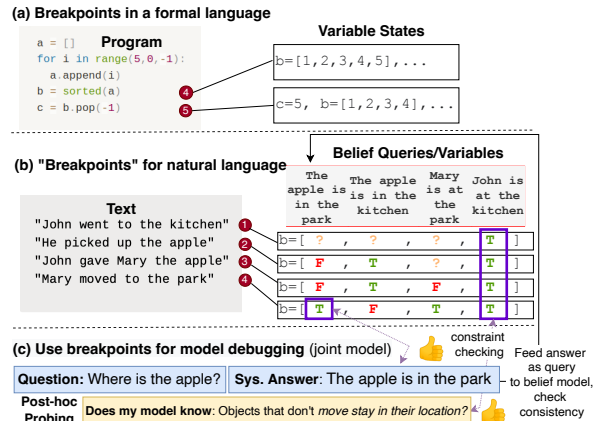 (a) Breakpoints in a formal language
Program
a = []
for i in range(5,0,-1):
a.append(i)
b = sorted(a)
c = b.pop(-1)
4
5
Variable States
b=[1,2,3,4,5],...
c=5, b=[1,2,3,4],...
(b) "Breakpoints" for natural language
Belief Queries/Variables
The apple is in the park
The apple is in the kitchen
Mary is at the park
John is at the kitchen
Text
"John went to the kitchen" 1
"He picked up the apple" 2
"John gave Mary the apple" 3
"Mary moved to the park" 4
b=[ ? , ? , ? , T ]
b=[ F , T , ? , T ]
b=[ F , T , F , T ]
b=[ T , F , T , T ]
(c) Use breakpoints for model debugging (joint model)
constraint
checking
Feed answer
as query
to belief model,
check
consistency
Question: Where is the apple?
Sys. Answer: The apple is in the park
Post-hoc
Probing
Does my model know: Objects that don't move stay in their location?